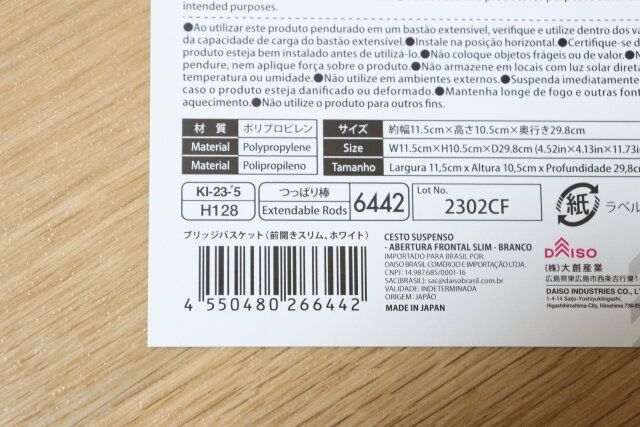 intended purposes.
●Ao utilizar este produto pendurado em um bastão extensível, verifique e utilize dentro dos
da capacidade de carga do bastão extensível.●Instale na posição horizontal.●Certifique-se
produto esteja bem instalado antes de utilizá-lo.●Não coloque objetos frágeis ou de valor.
pendure, nem aplique força sobre o produto.●Não armazene em locais com luz solar
temperatura ou umidade.●Não utilize em ambientes externos.●Suspenda imediatamente
caso o produto esteja danificado ou deformado.●Mantenha longe de fogo e outras
aquecimento.●Não utilize o produto para outros fins.
材質 ポリプロピレン サイズ 約幅11.5cm×高さ10.5cm×奥行き29.8cm
Material Polypropylene Size W11.5cm×H10.5cm×D29.8cm (4.52in×4.13in×11.73in
Material Polipropileno Tamanho Largura 11,5cm x Altura 10,5cm x Profundidade 29,8cm
KI-23-゙5 つっぱり棒 6442 Lot No.
H128 Extendable Rods 2302CF
紙 ラベル
ブリッジバスケット(前開きスリム、ホワイト)
4 550480 266442
CESTO SUSPENSO
- ABERTURA FRONTAL SLIM - BRANCO
IMPORTADO PARA BRASIL POR:
DAISO BRASIL COMÉRCIO E IMPORTAÇÃO LTDA.
CNPJ: 14.987.685/0001-16
SAC(BRASIL): sac@daisobrasil.com.br
VALIDADE: INDETERMINADA
ORIGEM: JAPÃO
MADE IN JAPAN
DAISO
(株)大創産業
広島県東広島市西条吉行東1-
DAISO INDUSTRIES CO., LT
1-4-14 Saijo-Yoshiyukihigashi,
Higashihiroshima-City, Hiroshima 739-